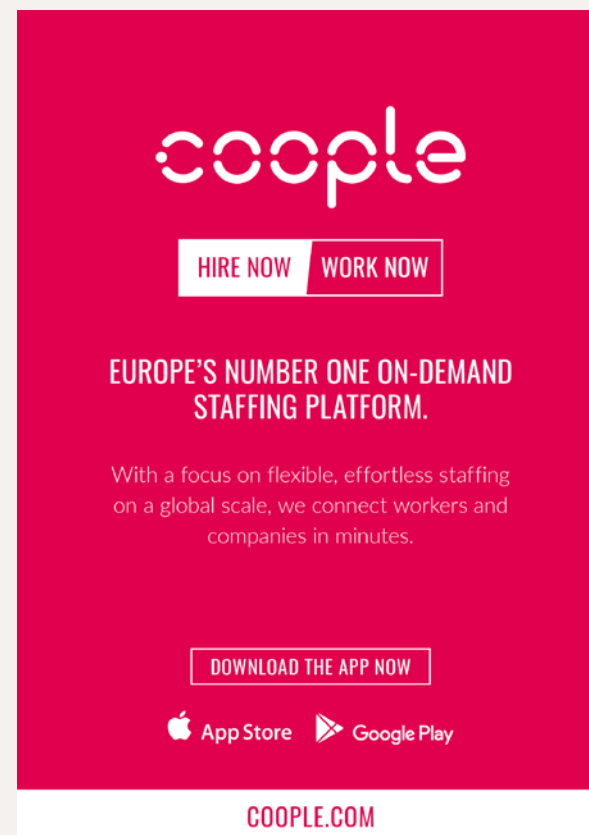 coople
HIRE NOW WORK NOW
EUROPE'S NUMBER ONE ON-DEMAND
STAFFING PLATFORM.
With a focus on flexible, effortless staffing
on a global scale, we connect workers and
companies in minutes.
DOWNLOAD THE APP NOW
App Store Google Play
COOPLE.COM